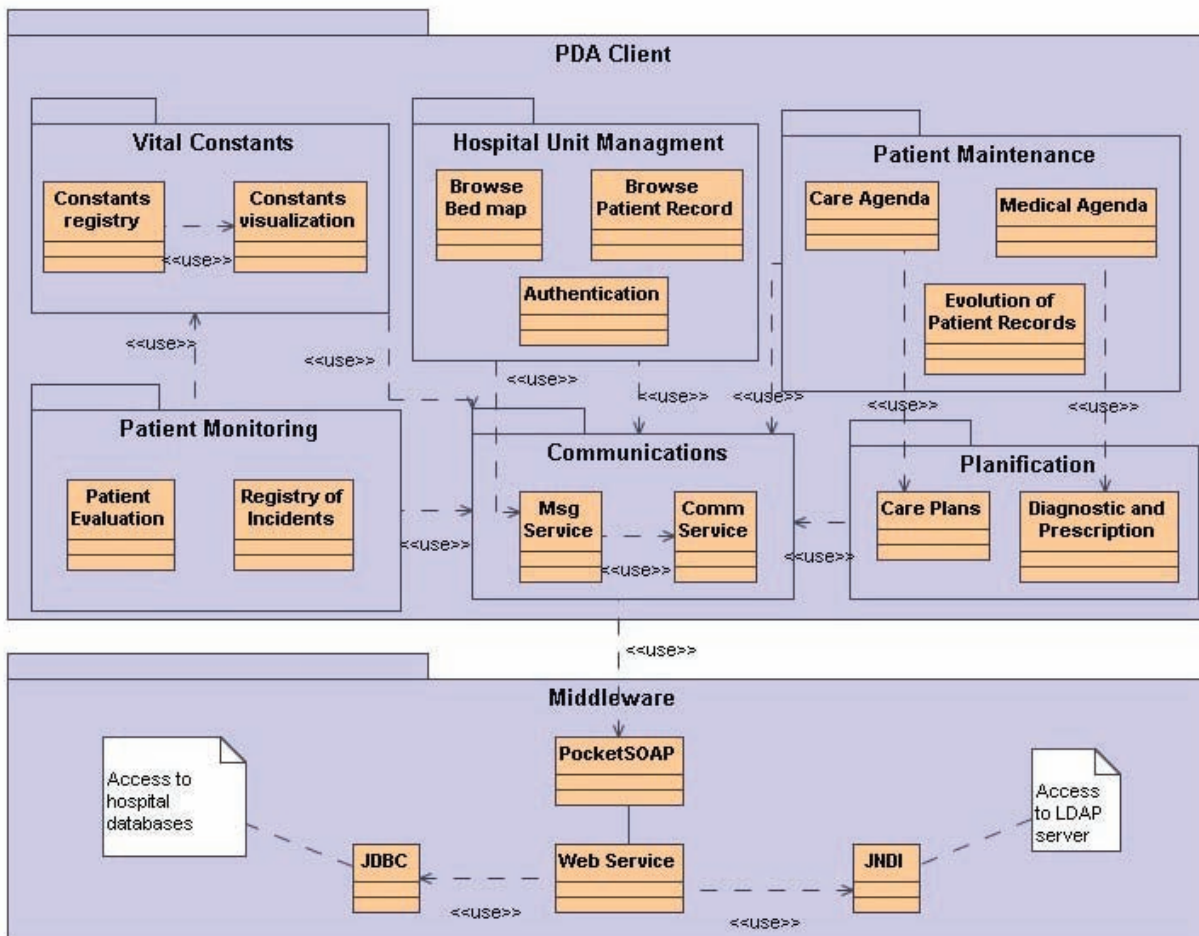 PDA Client
Vital Constants
Constants
registry
Constants
visualization
<<use>>
Hospital Unit Managment
Browse
Bed map
Browse
Patient Record
Authentication
Patient Maintenance
Care Agenda
Medical Agenda
Evolution of
Patient Records
<<use>>
<<use>>
<<use>>
<<use>>
<<use>>
<<use>>
<<use>>
Patient Monitoring
Patient
Evaluation
Registry of
Incidents
<<use>>
Communications
Msg
Service
Comm
Service
<<use>>
<<use>>
Planification
Care Plans
Diagnostic and
Prescription
<<use>>
Middleware
PocketSOAP
Access to
hospital
databases
Access
to LDAP
server
JDBC
Web Service
JNDI
<<use>>
<<use>>